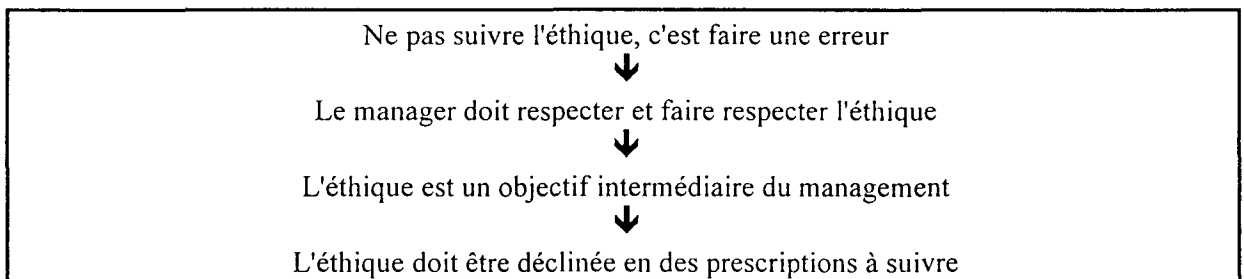 Ne pas suivre l'éthique, c'est faire une erreur
Le manager doit respecter et faire respecter l'éthique
L'éthique est un objectif intermédiaire du management
L'éthique doit être déclinée en des prescriptions à suivre